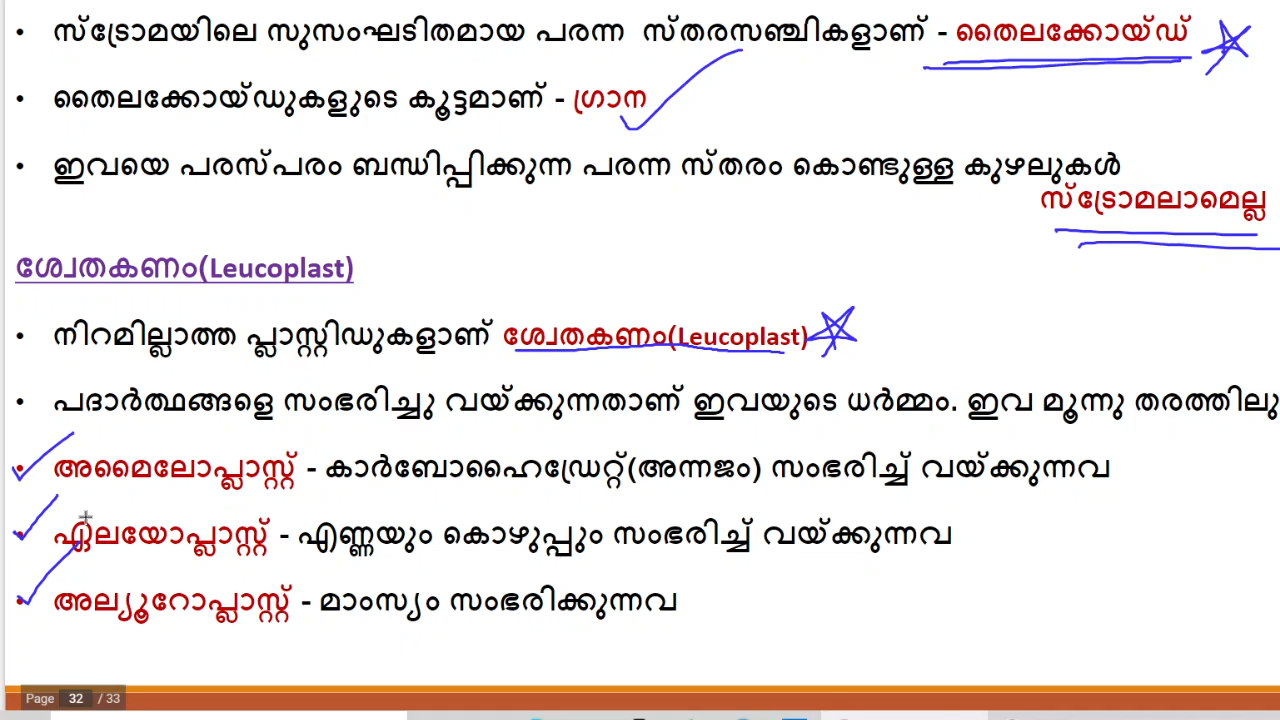 • സ്ട്രോമയിലെ സുസംഘടിതമായ പരന്ന സ്തരസഞ്ചികളാണ് - തൈലക്കോയ്ഡ്
• തൈലക്കോയ്ഡുകളുടെ കൂട്ടമാണ് - ഗ്രാന
• ഇവയെ പരസ്പരം ബന്ധിപ്പിക്കുന്ന പരന്ന സ്തരം കൊണ്ടുള്ള കുഴലുകൾ
സ്ട്രോമലാമെല്ല
ശ്വേതകണം(Leucoplast)
• നിറമില്ലാത്ത പ്ലാസ്റ്റിഡുകളാണ് ശ്വേതകണം(Leucoplast)
• പദാർത്ഥങ്ങളെ സംഭരിച്ചു വയ്ക്കുന്നതാണ് ഇവയുടെ ധർമ്മം. ഇവ മൂന്നു തരത്തിലു
• അമൈലോപ്ലാസ്റ്റ് - കാർബോഹൈഡ്രേറ്റ്(അന്നജം) സംഭരിച്ച് വയ്ക്കുന്നവ
• ഏലയോപ്ലാസ്റ്റ് - എണ്ണയും കൊഴുപ്പും സംഭരിച്ച് വയ്ക്കുന്നവ
• അല്യൂറോപ്ലാസ്റ്റ് - മാംസ്യം സംഭരിക്കുന്നവ
Page 32 / 33